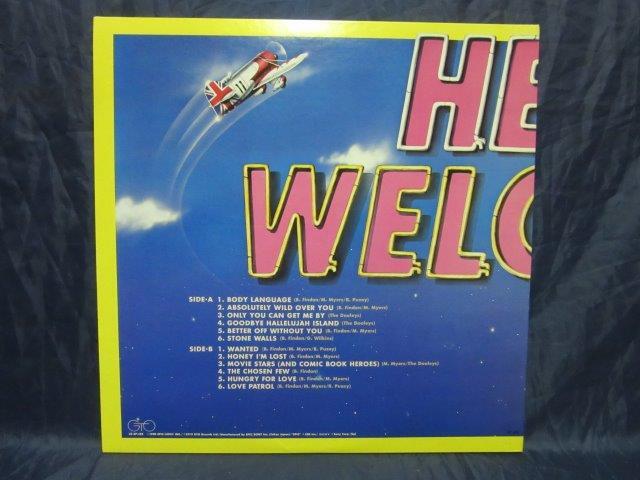 HE
WELC
SIDE·A 1. BODY LANGUAGE (B. Findon/M. Myers/R. Puzey)
2. ABSOLUTELY WILD OVER YOU (B. Findon/M. Myers)
3. ONLY YOU CAN GET ME BY (The Dooleys)
4. GOODBYE HALLELUJAH ISLAND (The Dooleys)
5. BETTER OFF WITHOUT YOU (B. Findon/M. Myers)
6. STONE WALLS (B. Findon/G. Wilkins)
SIDE·B 1. WANTED (B. Findon/M. Myers/R. Puzey)
2. HONEY I'M LOST (B. Findon/M. Myers)
3. MOVIE STARS (AND COMIC BOOK HEROES) (M. Myers/The Dooleys)
4. THE CHOSEN FEW (B. Findon)
5. HUNGRY FOR LOVE (B. Findon/M. Myers)
6. LOVE PATROL (B. Findon/M. Myers/R. Puzey)
GTO